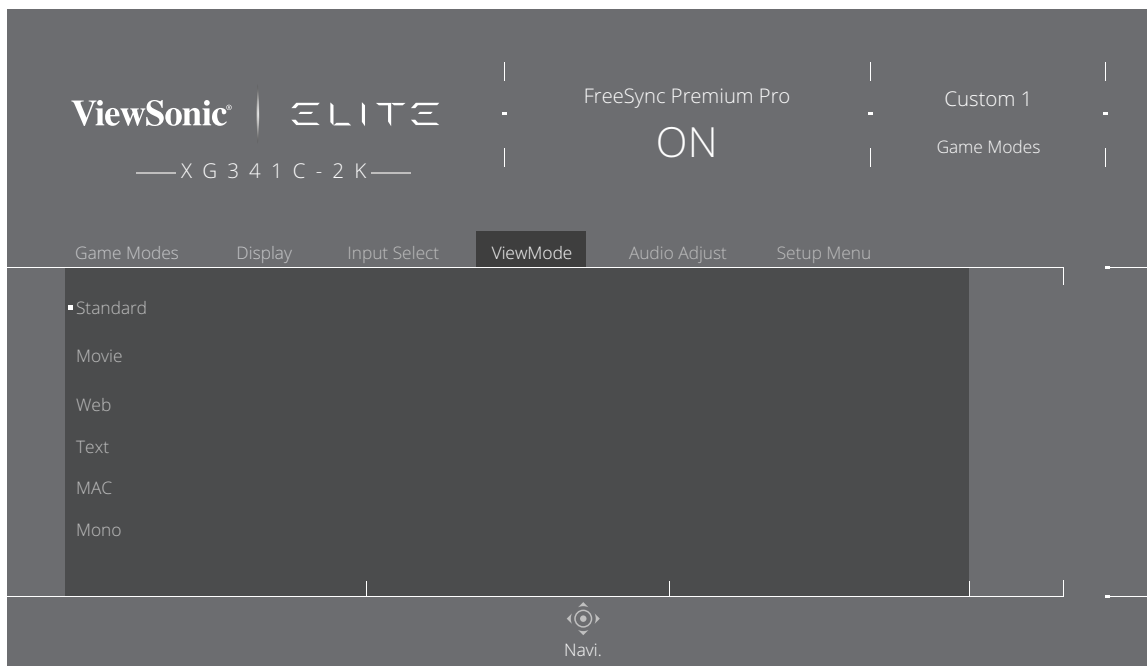 ViewSonic® ELITE
XG341C-2K
FreeSync Premium Pro
ON
Custom 1
Game Modes
Game Modes Display Input Select ViewMode Audio Adjust Setup Menu
Standard
Movie
Web
Text
MAC
Mono
Navi.